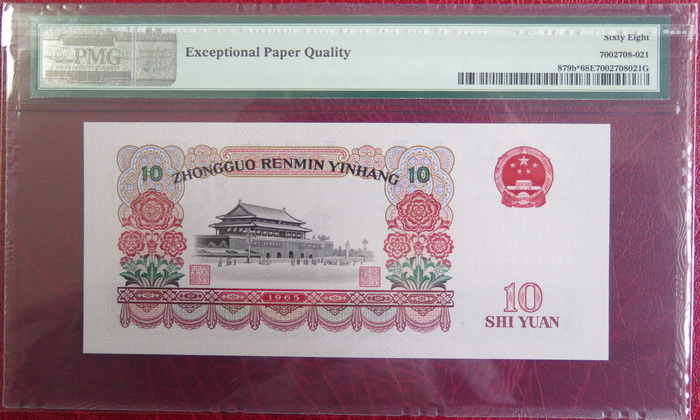 PMG
Exceptional Paper Quality
Sixty Eight
7002708-021
879b*68E7002708021G
10
ZHONGGUO RENMIN YINHANG
10
1965
10
SHI YUAN